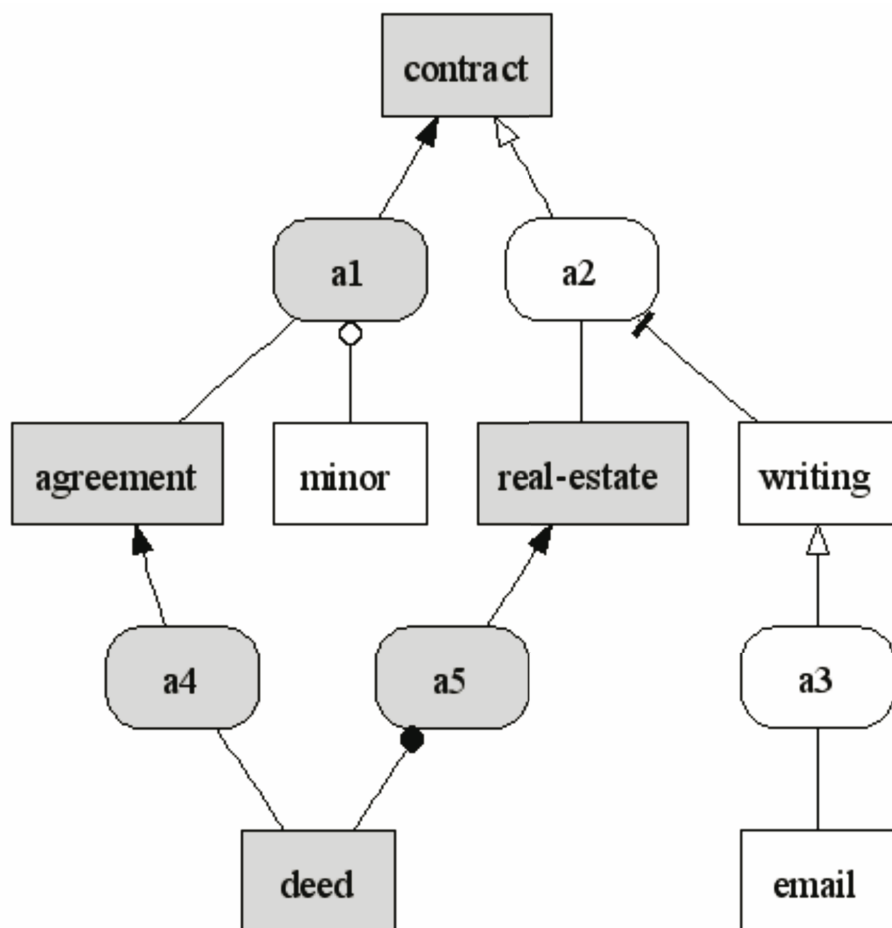 contract
a1
a2
agreement
minor
real-estate
writing
a4
a5
a3
deed
email